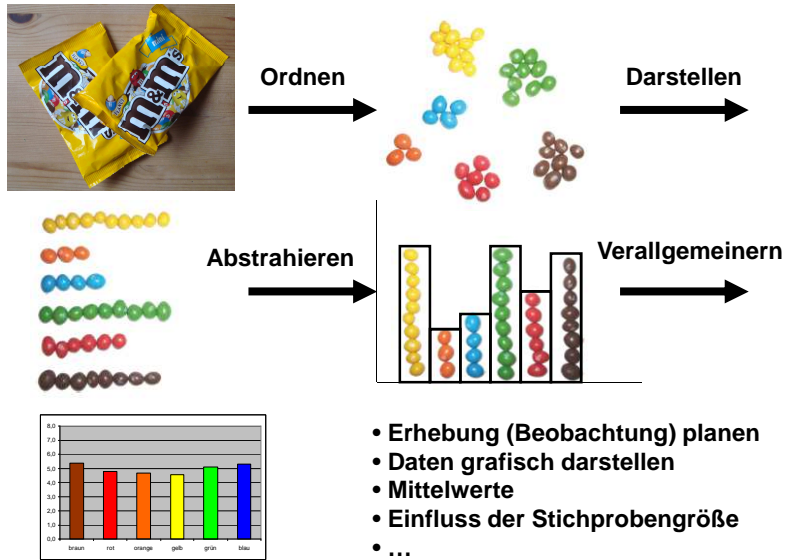 m&m's
mini
m&m's
Ordnen
Darstellen
Abstrahieren
Verallgemeinern
8,0
7,0
6,0
5,0
4,0
3,0
2,0
1,0
0,0
braun rot orange gelb grün blau
• Erhebung (Beobachtung) planen
• Daten grafisch darstellen
• Mittelwerte
• Einfluss der Stichprobengröße
• ...